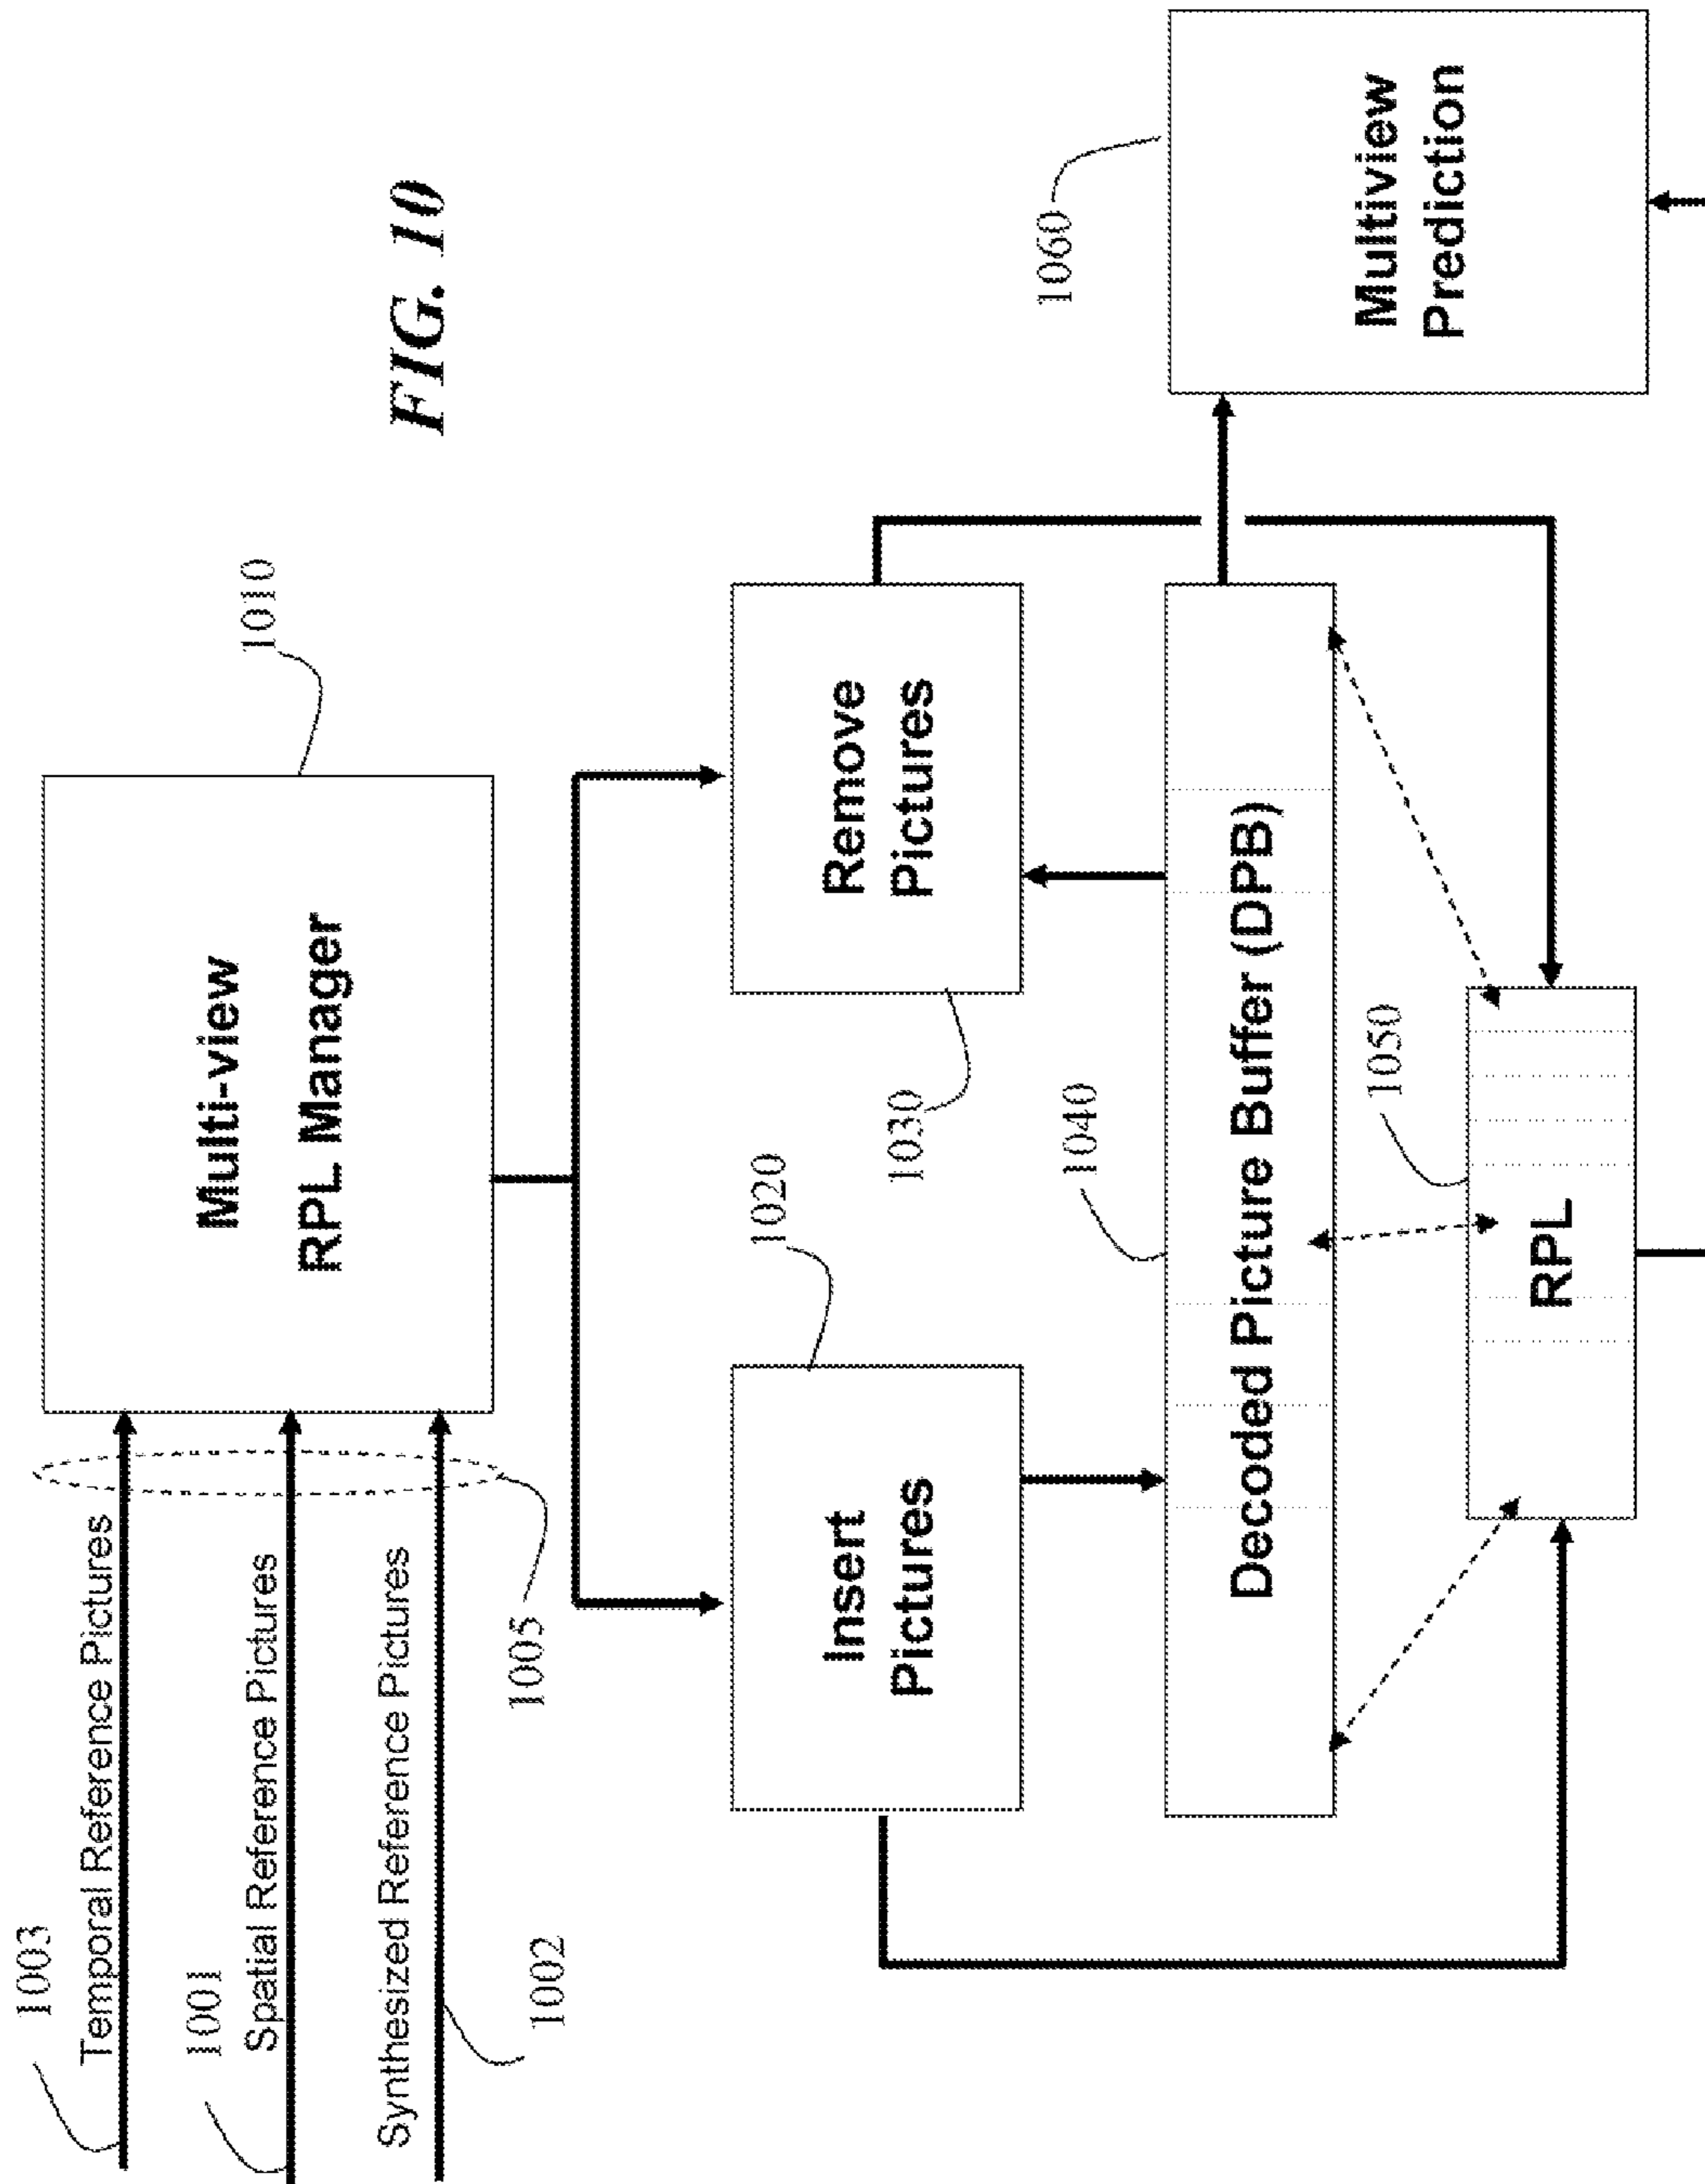 1003
Temporal Reference Pictures
1001
Spatial Reference Pictures
Synthesized Reference Pictures
1002
1005
Multi-view
RPL Manager
1010
FIG. 10
Insert
Pictures
1020
Remove
Pictures
1030
1040
Decoded Picture Buffer (DPB)
1050
RPL
1060
Multiview
Prediction